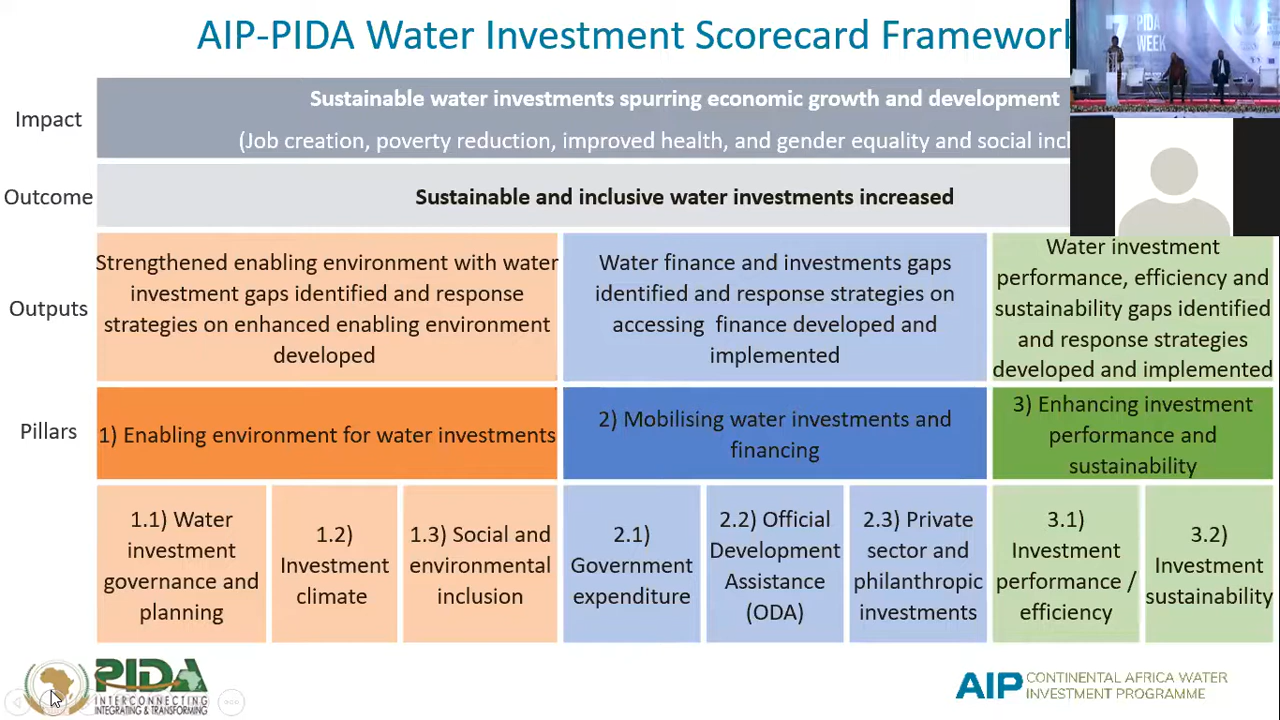 AIP-PIDA Water Investment Scorecard Framework
7
PIDA
WEEK
Impact
Sustainable water investments spurring economic growth and development
(Job creation, poverty reduction, improved health, and gender equality and social
Outcome
Sustainable and inclusive water investments increased
Outputs
Strengthened enabling environment with water
investment gaps identified and response
strategies on enhanced enabling environment
developed
Water finance and investments gaps
identified and response strategies on
accessing finance developed and
implemented
Water investment
performance, efficiency and
sustainability gaps identified
and response strategies
developed and implemented
Pillars
1) Enabling environment for water investments
2) Mobilising water investments and
financing
3) Enhancing investment
performance and
sustainability
1.1) Water
investment
governance and
planning
1.2)
Investment
climate
1.3) Social and
environmental
inclusion
2.1)
Government
expenditure
2.2) Official
Development
Assistance
(ODA)
2.3) Private
sector and
philanthropic
investments
3.1)
Investment
performance /
efficiency
3.2)
Investment
sustainability
PIDA
INTERCONNECTING
INTEGRATING & TRANSFORMING
AIP CONTINENTAL AFRICA WATER
INVESTMENT PROGRAMME